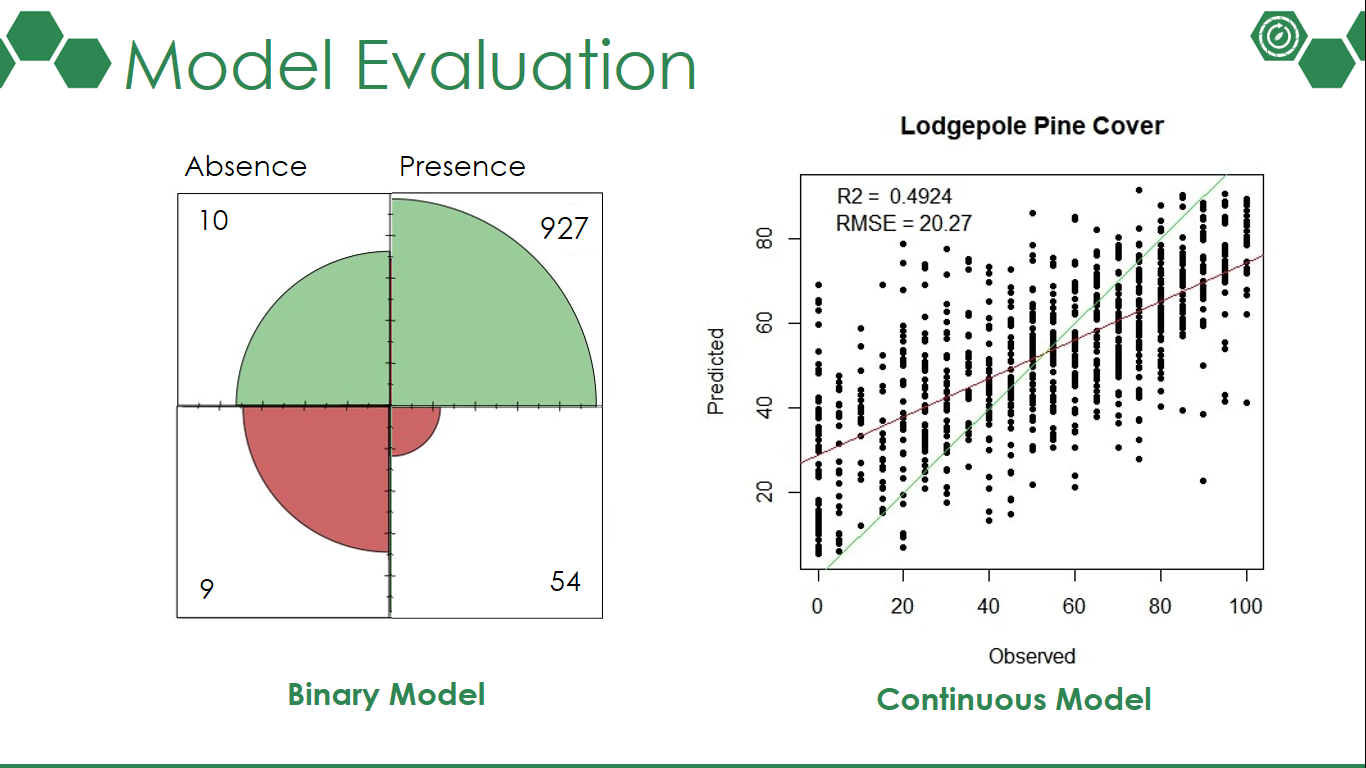 Model Evaluation
Absence Presence
10
927
9
54
Binary Model
Lodgepole Pine Cover
R2 = 0.4924
RMSE = 20.27
Predicted
80
60
40
20
0 20 40 60 80 100
Observed
Continuous Model